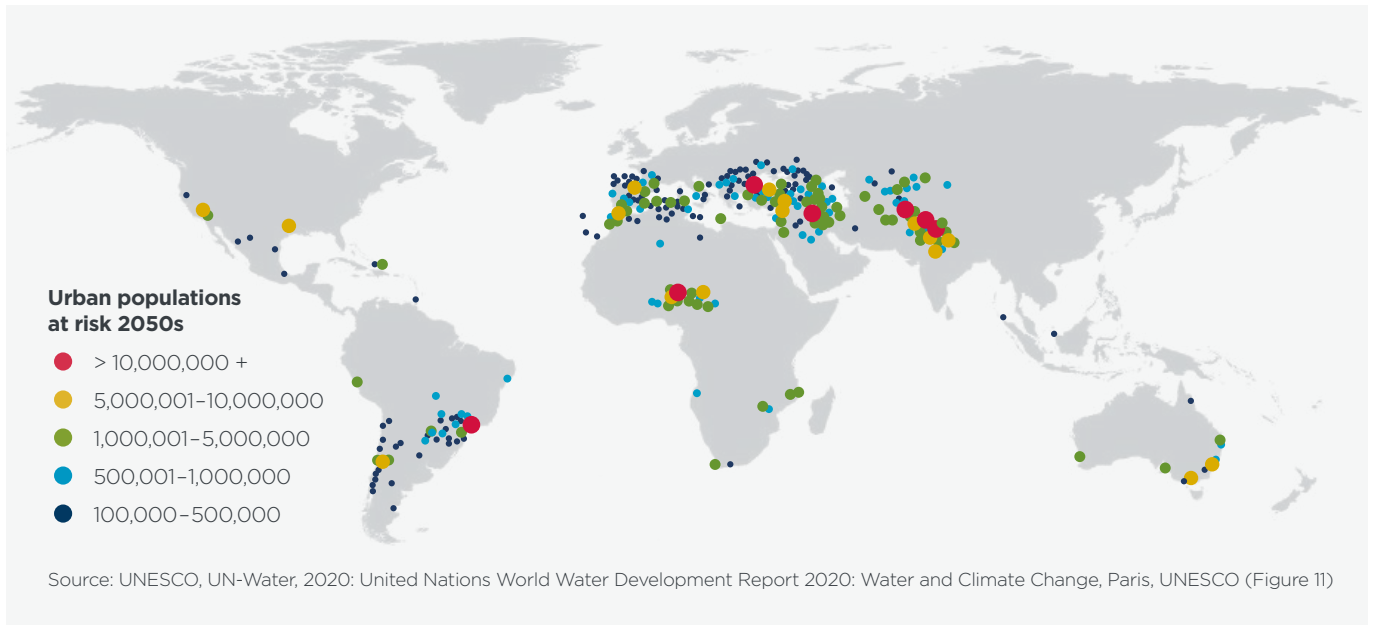 Urban populations
at risk 2050s
> 10,000,000 +
5,000,001–10,000,000
1,000,001–5,000,000
500,001–1,000,000
100,000–500,000
Source: UNESCO, UN-Water, 2020: United Nations World Water Development Report 2020: Water and Climate Change, Paris, UNESCO (Figure 11)